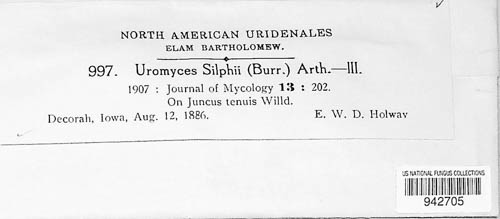 NORTH AMERICAN URIDENALES
ELAM BARTHOLOMEW.
997. Uromyces Silphii (Burr.) Arth.—III.
1907 : Journal of Mycology 13 : 202.
On Juncus tenuis Willd.
Decorah, Iowa, Aug. 12, 1886. E. W. D. Holway
US NATIONAL FUNGUS COLLECTIONS
942705